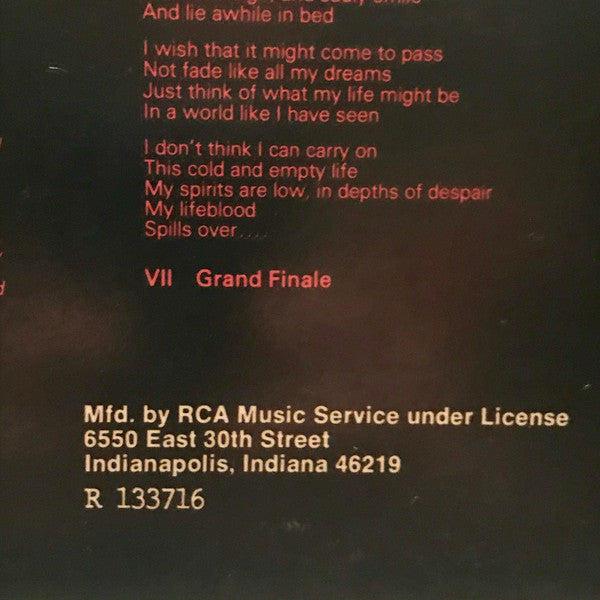 And lie awhile in bed
I wish that it might come to pass
Not fade like all my dreams
Just think of what my life might be
In a world like I have seen
I don't think I can carry on
This cold and empty life
My spirits are low, in depths of despair
My lifeblood
Spills over....
VII Grand Finale
Mfd. by RCA Music Service under License
6550 East 30th Street
Indianapolis, Indiana 46219
R 133716